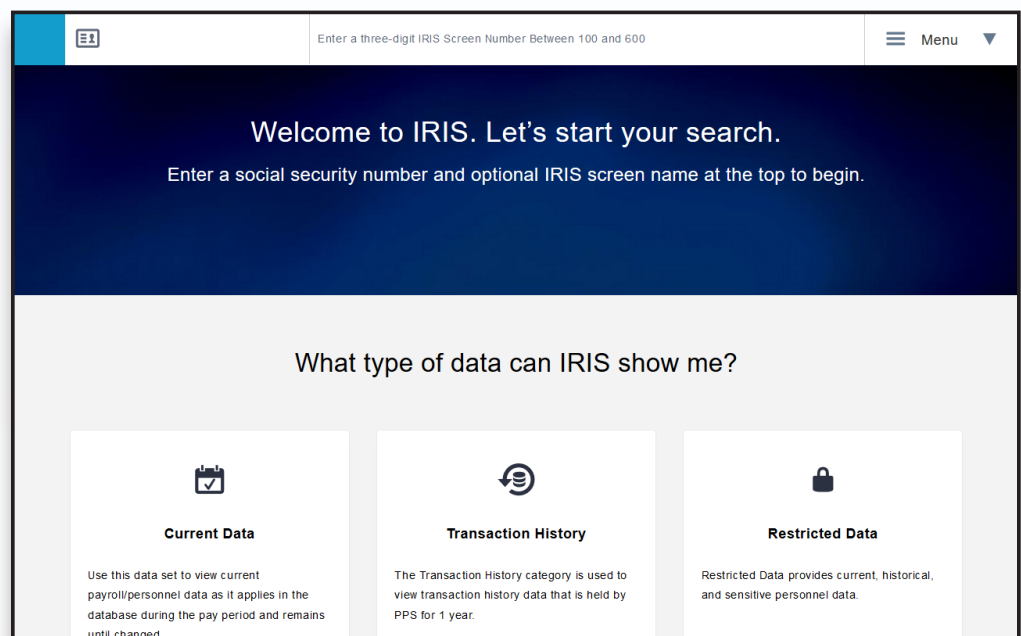 Enter a three-digit IRIS Screen Number Between 100 and 600
Menu
Welcome to IRIS. Let’s start your search.
Enter a social security number and optional IRIS screen name at the top to begin.
What type of data can IRIS show me?
Current Data
Use this data set to view current
payroll/personnel data as it applies in the
database during the pay period and remains
until changed.
Transaction History
The Transaction History category is used to
view transaction history data that is held by
PPS for 1 year.
Restricted Data
Restricted Data provides current, historical,
and sensitive personnel data.